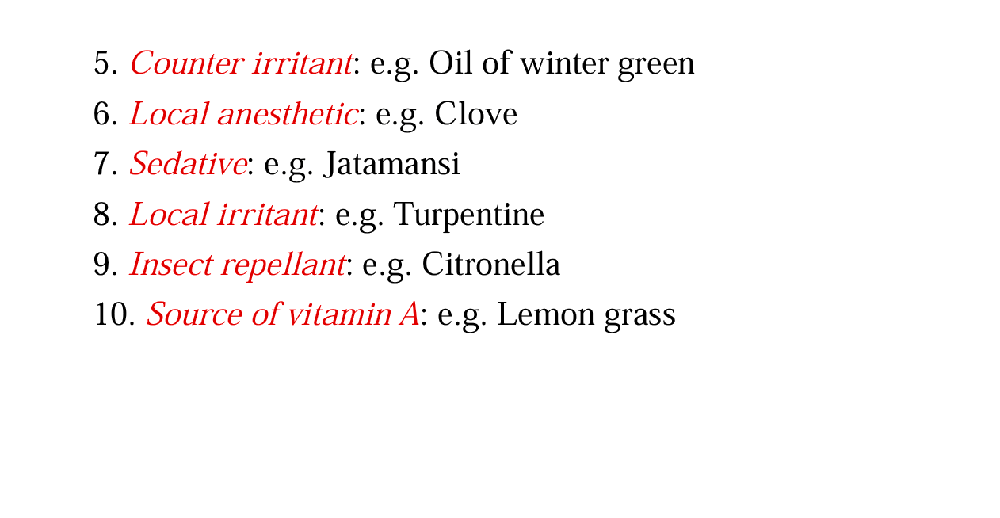 5. Counter irritant: e.g. Oil of winter green
6. Local anesthetic: e.g. Clove
7. Sedative: e.g. Jatamansi
8. Local irritant: e.g. Turpentine
9. Insect repellant: e.g. Citronella
10. Source of vitamin A: e.g. Lemon grass